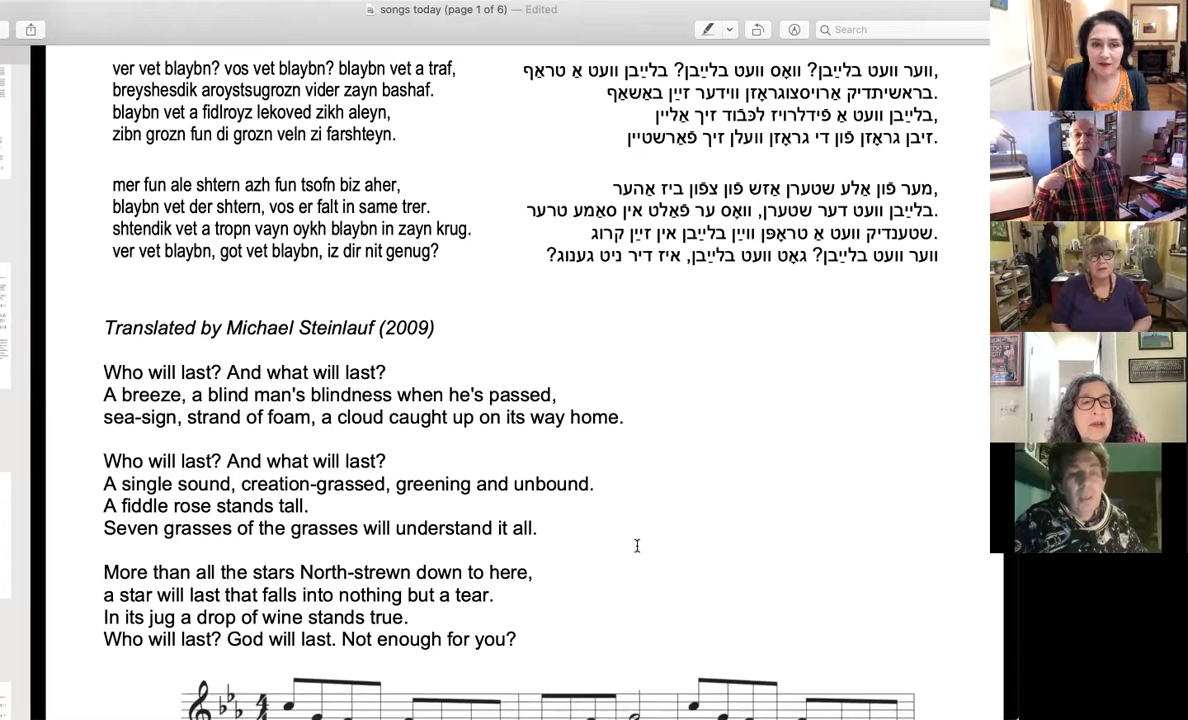 songs today (page 1 of 6) — Edited
Search
ver vet blaybn? vos vet blaybn? blaybn vet a traf,
breyshesdik aroystsugrozn vider zayn bashaf.
blaybn vet a fidlroyz lekoved zikh aleyn,
zibn grozn fun di grozn veln zi farshteyn.
mer fun ale shtern azh fun tsofn biz aher,
blaybn vet der shtern, vos er falt in same trer.
shtendik vet a tropn vayn oykh blaybn in zayn krug.
ver vet blaybn, got vet blaybn, iz dir nit genug?
ווער וועט בלײַבן? וואָס וועט בלײַבן? בלײַבן וועט אַ טראַף,
בראשיתדיק אַרויסצוגראָזן ווידער זײַן באַשאַף.
בלײַבן וועט אַ פֿידלרויז לכּבֿוד זיך אַליין,
זיבן גראָזן פֿון די גראָזן וועלן זיך פֿאַרשטיין.
מער פֿון אַלע שטערן אַזש פֿון צפֿון ביז אַהער,
בלײַבן וועט דער שטערן, וואָס ער פֿאַלט אין סאַמע טרער.
שטענדיק וועט אַ טראָפּן ווײַן בלײַבן אין זײַן קרוג.
ווער וועט בלײַבן? גאָט וועט בלײַבן, איז דיר ניט גענוג?
Translated by Michael Steinlauf (2009)
Who will last? And what will last?
A breeze, a blind man's blindness when he's passed,
sea-sign, strand of foam, a cloud caught up on its way home.
Who will last? And what will last?
A single sound, creation-grassed, greening and unbound.
A fiddle rose stands tall.
Seven grasses of the grasses will understand it all.
More than all the stars North-strewn down to here,
a star will last that falls into nothing but a tear.
In its jug a drop of wine stands true.
Who will last? God will last. Not enough for you?